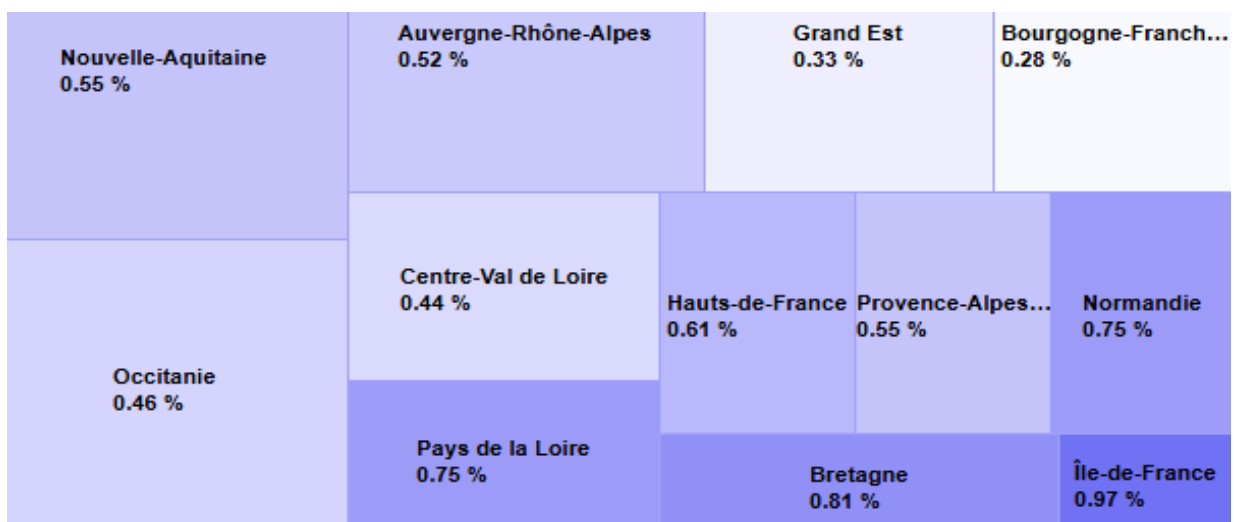 Nouvelle-Aquitaine
0.55 %
Auvergne-Rhône-Alpes
0.52 %
Grand Est
0.33 %
Bourgogne-Franch...
0.28 %
Occitanie
0.46 %
Centre-Val de Loire
0.44 %
Hauts-de-France
0.61 %
Provence-Alpes...
0.55 %
Normandie
0.75 %
Pays de la Loire
0.75 %
Bretagne
0.81 %
Île-de-France
0.97 %